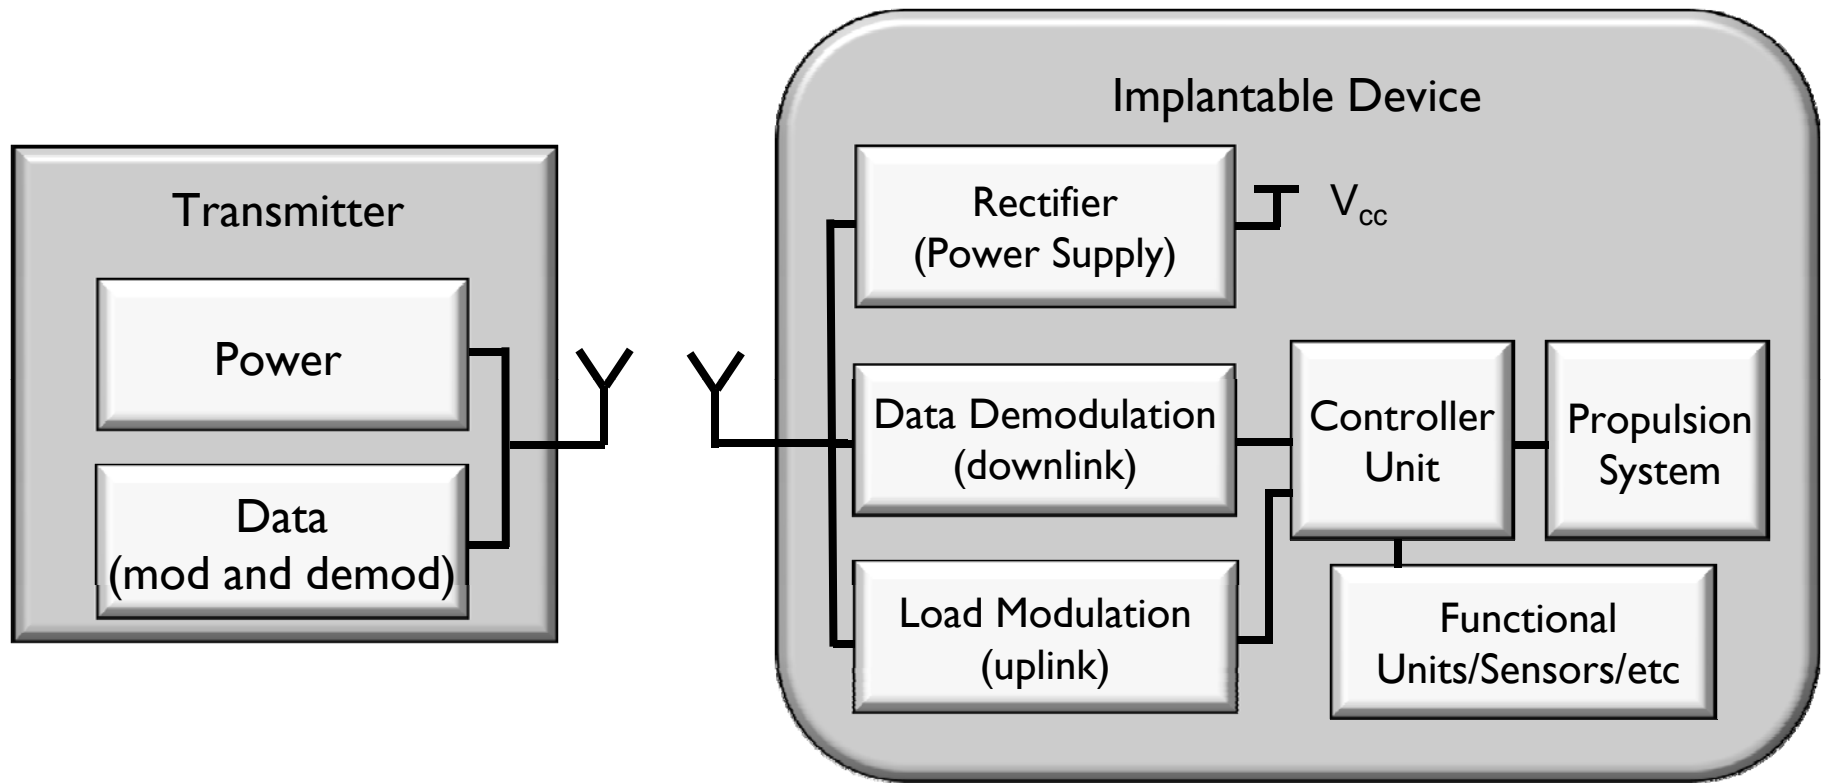 Implantable Device
Transmitter
Rectifier
(Power Supply)
Vcc
Power
Data Demodulation
(downlink)
Controller
Unit
Propulsion
System
Data
(mod and demod)
Load Modulation
(uplink)
Functional
Units/Sensors/etc